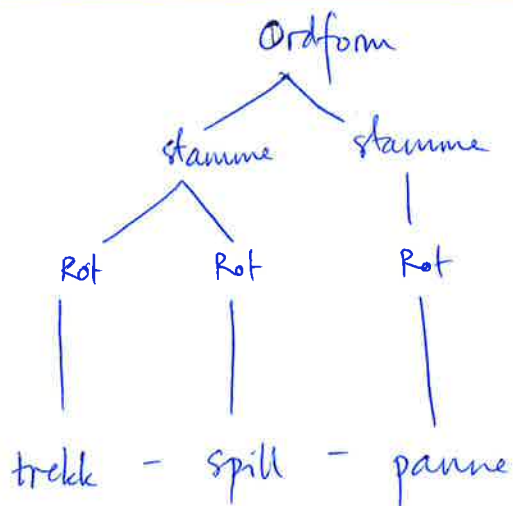 Ordform
stamme stamme
Rot Rot Rot
trekk - spill - panne